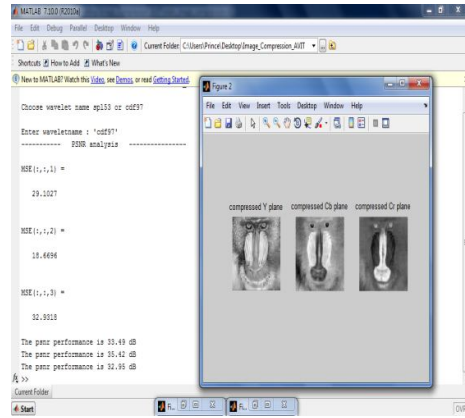 MATLAB 7.10.0 (R2010a)
File Edit Debug Parallel Desktop Window Help
Current Folder: C:\Users\Prince\Desktop\Image_Compression_AVIT
Shortcuts How to Add What's New
New to MATLAB? Watch this Video, see Demos, or read Getting Started.
Choose wavelet name spl53 or cdf97
Enter waveletname : 'cdf97'
----------- PSNR analysis ----------------
MSE(:,:,1) =
29.1027
MSE(:,:,2) =
18.6696
MSE(:,:,3) =
32.9318
The psnr performance is 33.49 dB
The psnr performance is 35.42 dB
The psnr performance is 32.95 dB
fx >>
Current Folder
Start
OVR
Figure 2
File Edit View Insert Tools Desktop Window Help
compressed Y plane compressed Cb plane compressed Cr plane
Fi...
Fi...